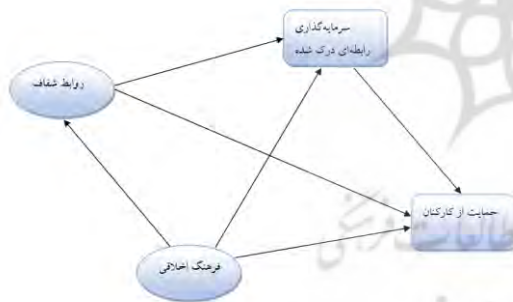 سرمایه‌گذاری
رابطه‌ای درک شده
روابط شفاف
حمایت از کارکنان
فرهنگ اخلاقی